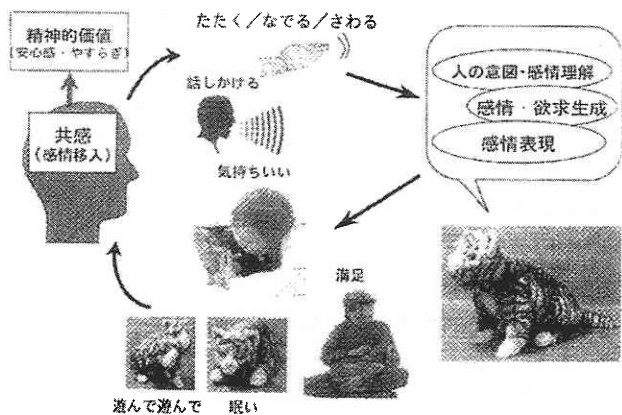 精神的価値
(安心感・やすらぎ)
共感
(感情移入)
たたく／なでる／さわる
話しかける
気持ちいい
人の意図・感情理解
感情・欲求生成
感情表現
満足
遊んで遊んで
眠い